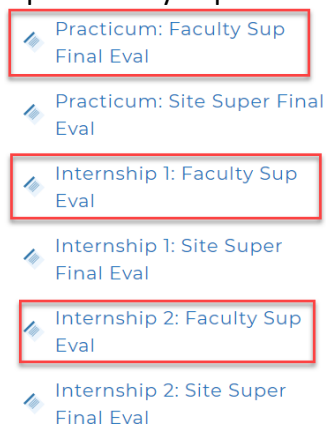 Practicum: Faculty Sup
Final Eval
Practicum: Site Super Final
Eval
Internship 1: Faculty Sup
Eval
Internship 1: Site Super
Final Eval
Internship 2: Faculty Sup
Eval
Internship 2: Site Super
Final Eval